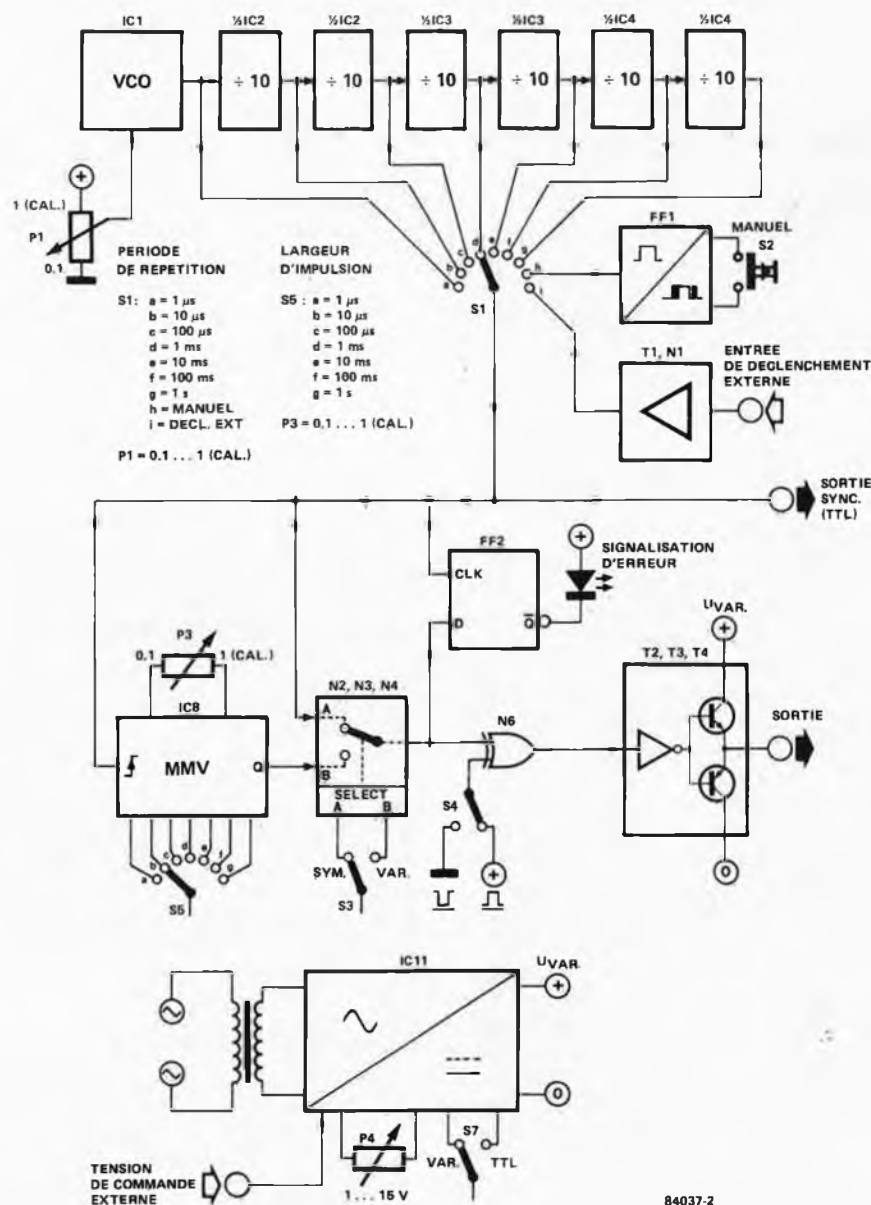 IC1 ½IC2 ½IC2 ½IC3 ½IC3 ½IC4 ½IC4
VCO ÷ 10 ÷ 10 ÷ 10 ÷ 10 ÷ 10 ÷ 10
+
1 (CAL.)
P1
0,1
PERIODE
DE REPETITION
S1: a = 1 µs
b = 10 µs
c = 100 µs
d = 1 ms
e = 10 ms
f = 100 ms
g = 1 s
h = MANUEL
i = DECL. EXT
P1 = 0.1 . . . 1 (CAL.)
LARGEUR
D'IMPULSION
S5 : a = 1 µs
b = 10 µs
c = 100 µs
d = 1 ms
e = 10 ms
f = 100 ms
g = 1 s
P3 = 0,1 . . . 1 (CAL.)
a b c d e f g h i
S1
FF1
MANUEL
S2
T1, N1
ENTREE
DE DECLENCHEMENT
EXTERNE
SORTIE
SYNC.
(TTL)
FF2
CLK
D Q
+
SIGNALISATION
D'ERREUR
P3
0,1 1 (CAL.)
IC8
MMV Q
a b c d e f g
S5
N2, N3, N4
A
B
SELECT
A B
SYM. VAR.
S3
N6
S4
+
UVAR.
+
T2, T3, T4
SORTIE
0
IC11
UVAR.
+
0
P4
1 . . . 15 V
S7
VAR. TTL
TENSION
DE COMMANDE
EXTERNE
84037-2